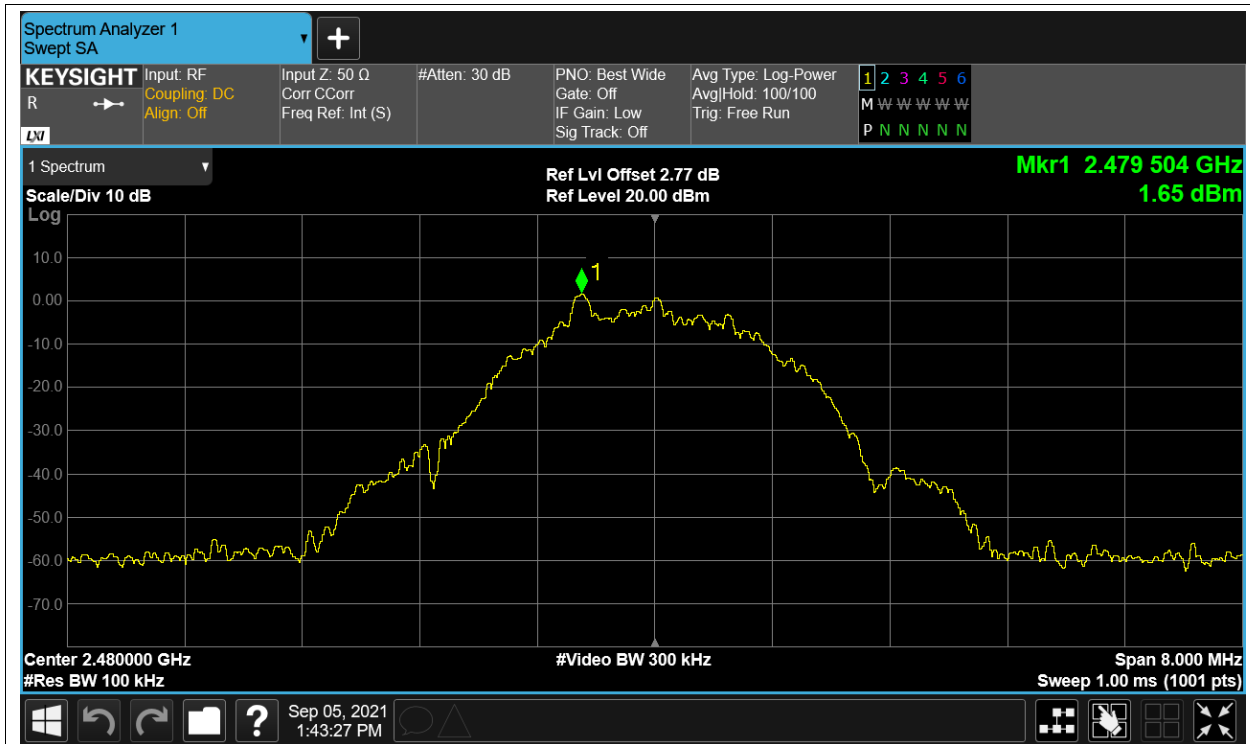 Spectrum Analyzer 1
Swept SA
+
KEYSIGHT
R
LXI
Input: RF
Coupling: DC
Align: Off
Input Z: 50 Ω
Corr CCorr
Freq Ref: Int (S)
#Atten: 30 dB
PNO: Best Wide
Gate: Off
IF Gain: Low
Sig Track: Off
Avg Type: Log-Power
Avg|Hold: 100/100
Trig: Free Run
1 2 3 4 5 6
M W W W W W
P N N N N N
1 Spectrum
Scale/Div 10 dB
Ref Lvl Offset 2.77 dB
Ref Level 20.00 dBm
Mkr1 2.479 504 GHz
1.65 dBm
Log
10.0
0.00
-10.0
-20.0
-30.0
-40.0
-50.0
-60.0
-70.0
1
Center 2.480000 GHz
#Res BW 100 kHz
#Video BW 300 kHz
Span 8.000 MHz
Sweep 1.00 ms (1001 pts)
?
Sep 05, 2021
1:43:27 PM